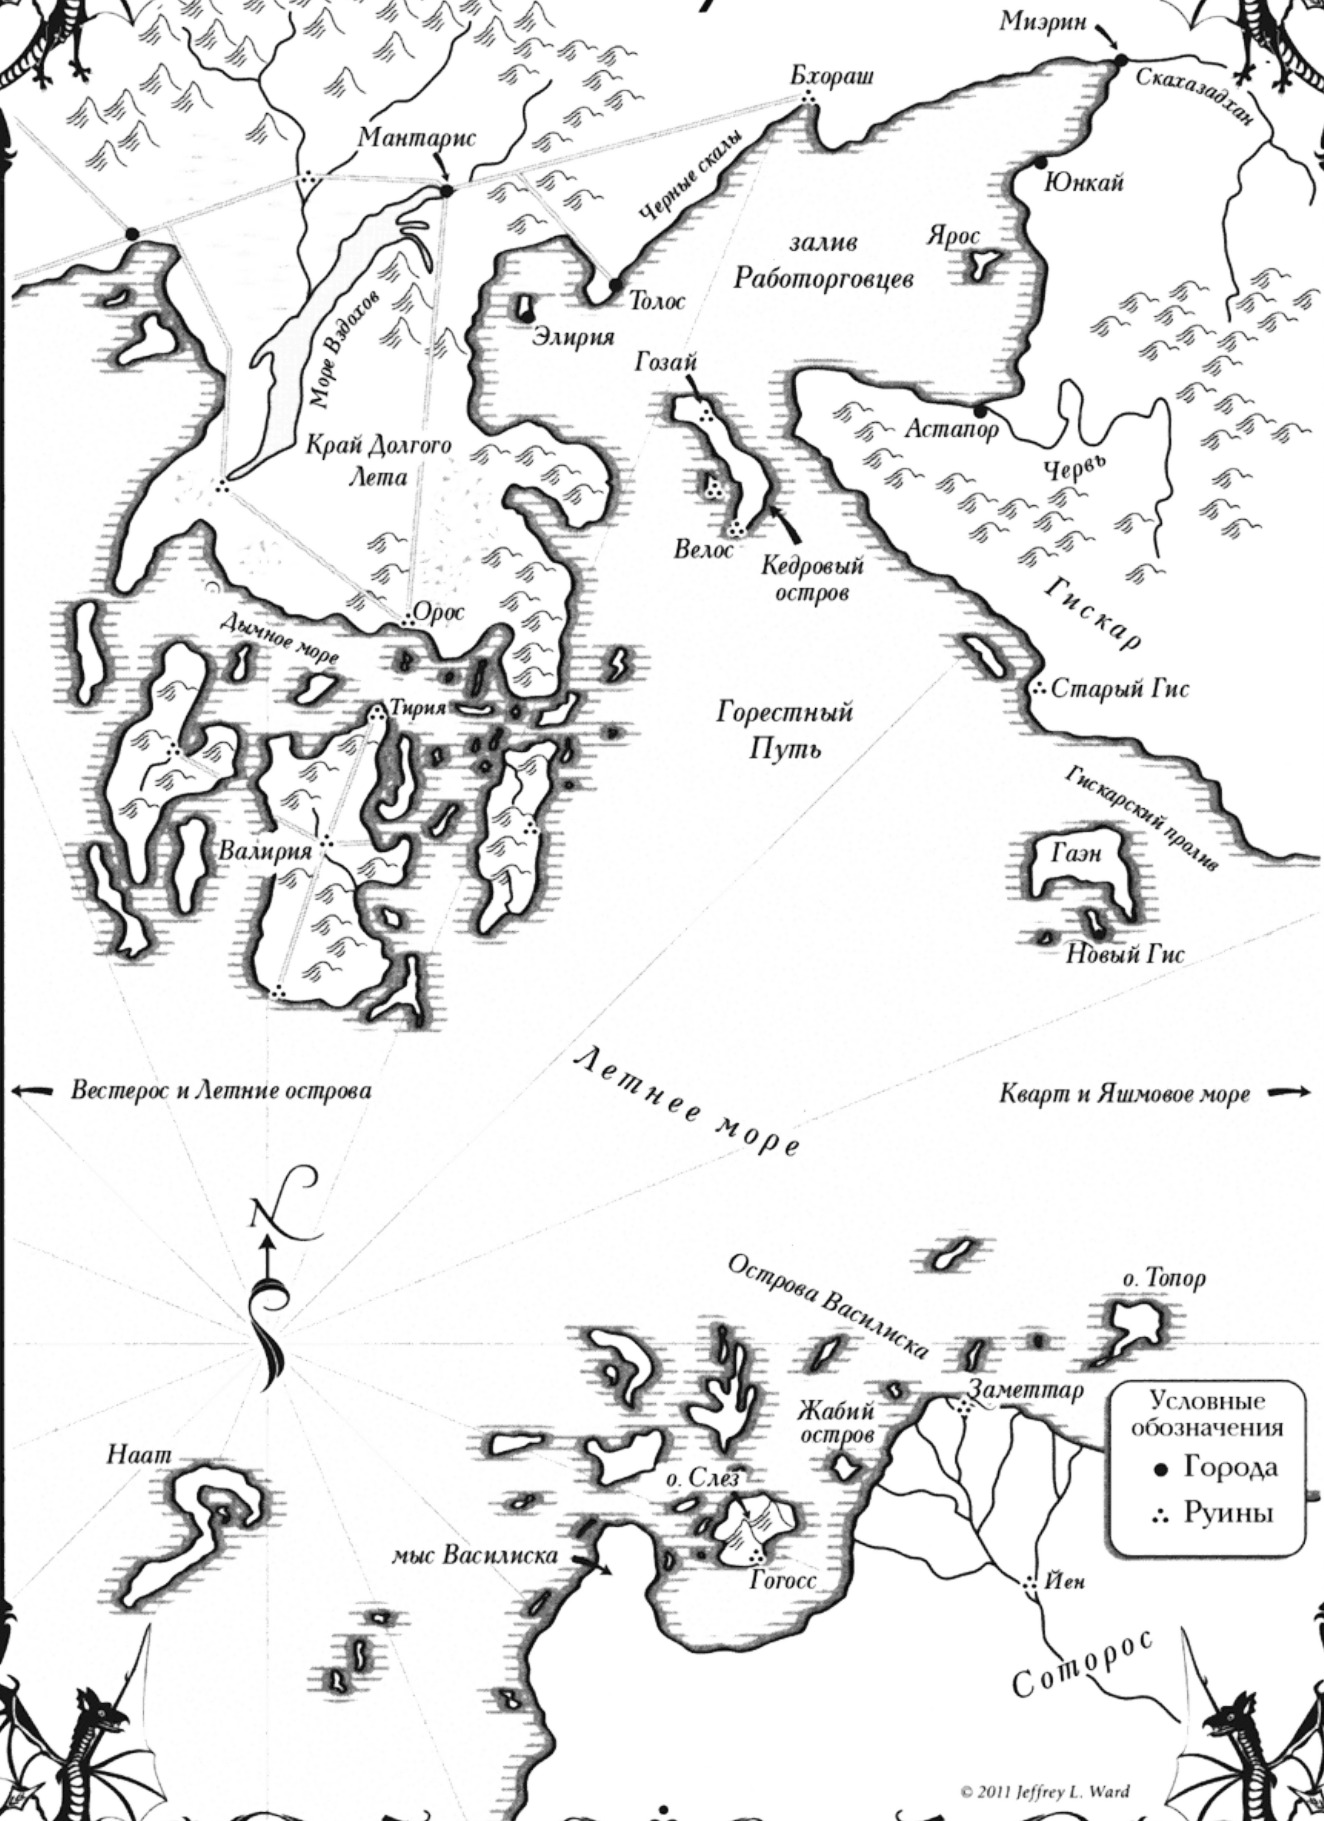 Миэрин
Бхораш
Скахазадхан
Мантарис
Черные скалы
Юнкай
залив
Работорговцев
Ярос
Толос
Элирия
Море Вздохов
Гозай
Край Долгого
Лета
Астапор
Червь
Велос
Кедровый
остров
Гискар
Орос
Дымное море
Тирия
Старый Гис
Горестный
Путь
Гискарский пролив
Валирия
Гаэн
Новый Гис
Летнее море
Вестерос и Летние острова
Кварт и Яшмовое море
N
Острова Василиска
о. Топор
Заметтар
Жабий
остров
Условные
обозначения
Города
Руины
Наат
о. Слез
мыс Василиска
Гогосс
Йен
Соторос
© 2011 Jeffrey L. Ward